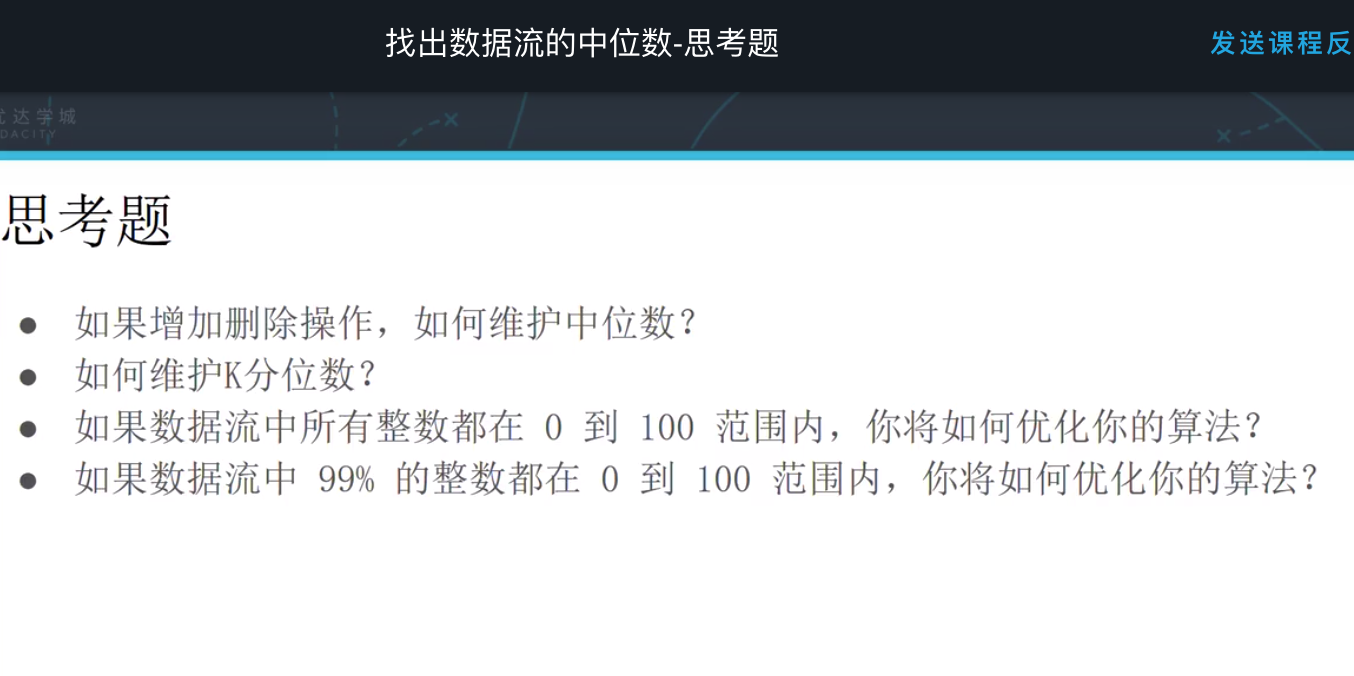 找出数据流的中位数-思考题
发送课程反
达学城
DACITY
思考题
● 如果增加删除操作，如何维护中位数？
● 如何维护K分位数？
● 如果数据流中所有整数都在 0 到 100 范围内，你将如何优化你的算法？
● 如果数据流中 99% 的整数都在 0 到 100 范围内，你将如何优化你的算法？